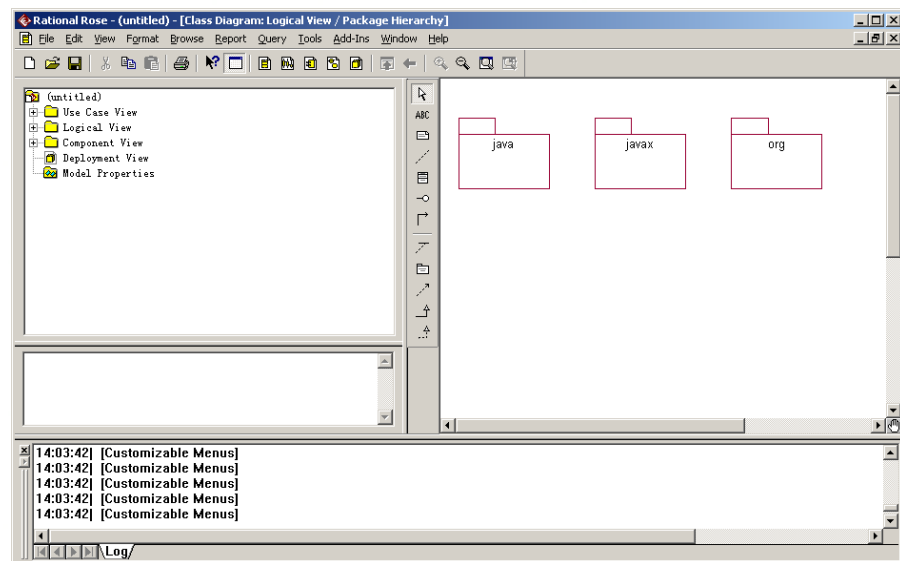 Rational Rose - (untitled) - [Class Diagram: Logical View / Package Hierarchy]
File Edit View Format Browse Report Query Tools Add-Ins Window Help
(untitled)
Use Case View
Logical View
Component View
Deployment View
Model Properties
ABC
java javax org
14:03:42| [Customizable Menus]
14:03:42| [Customizable Menus]
14:03:42| [Customizable Menus]
14:03:42| [Customizable Menus]
14:03:42| [Customizable Menus]
Log